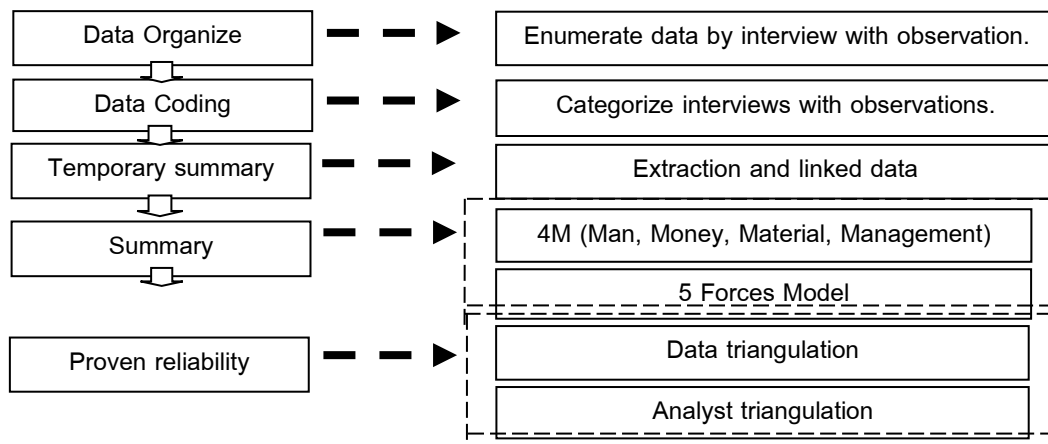 Data Organize
Enumerate data by interview with observation.
Data Coding
Categorize interviews with observations.
Temporary summary
Extraction and linked data
Summary
4M (Man, Money, Material, Management)
5 Forces Model
Proven reliability
Data triangulation
Analyst triangulation